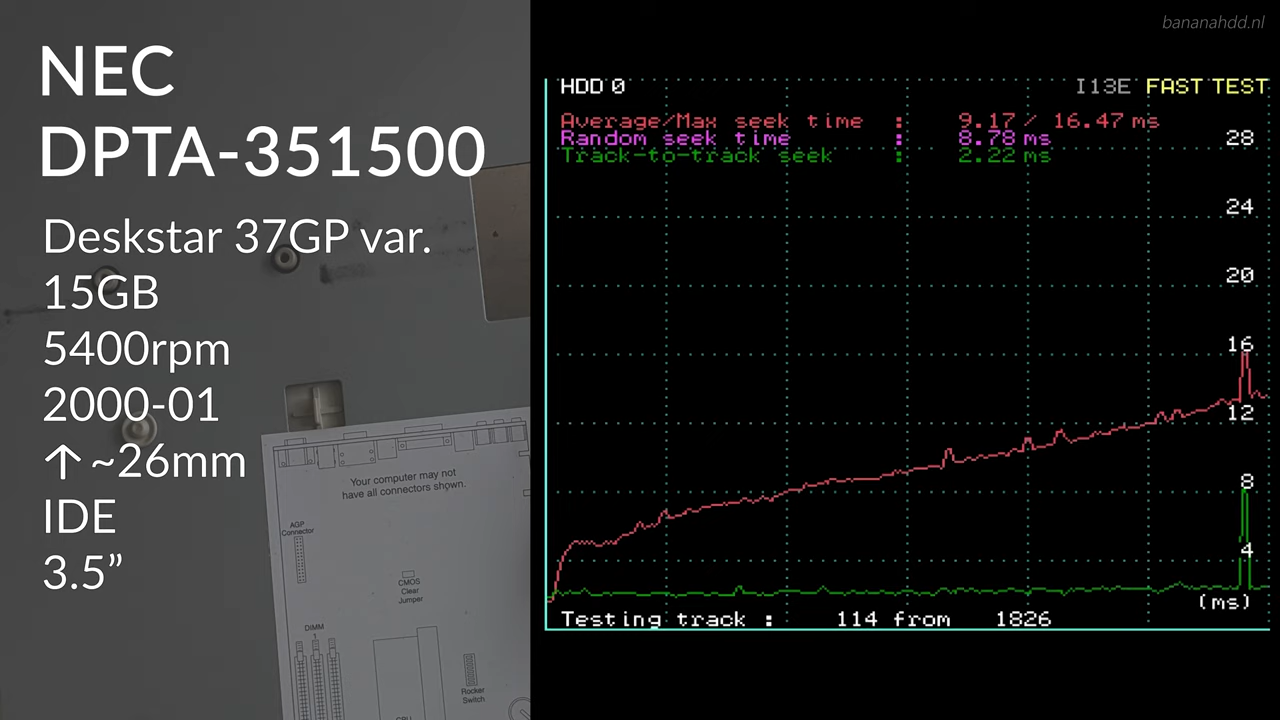 NEC
DPTA-351500
Deskstar 37GP var.
15GB
5400rpm
2000-01
↑ ~26mm
IDE
3.5”
Your computer may not
have all connectors shown.
AGP
Connector
CMOS
Clear
Jumper
DIMM
1
Rocker
Switch
bananahdd.nl
HDD 0
I13E FAST TEST
Average/Max seek time : 9.17 / 16.47 ms
Random seek time : 8.78 ms
Track-to-track seek : 2.22 ms
28
24
20
16
12
8
4
(ms)
Testing track : 114 from 1826